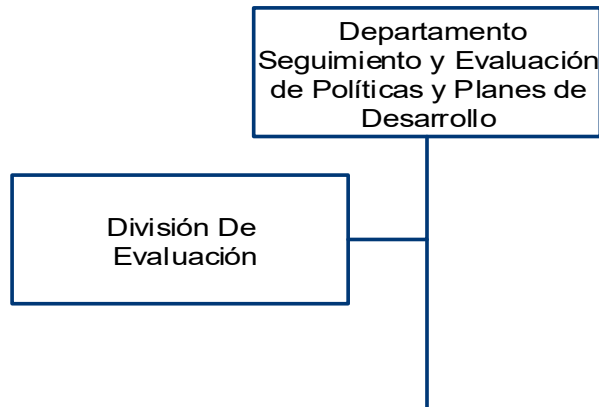 Departamento
Seguimiento y Evaluación
de Políticas y Planes de
Desarrollo
División De
Evaluación